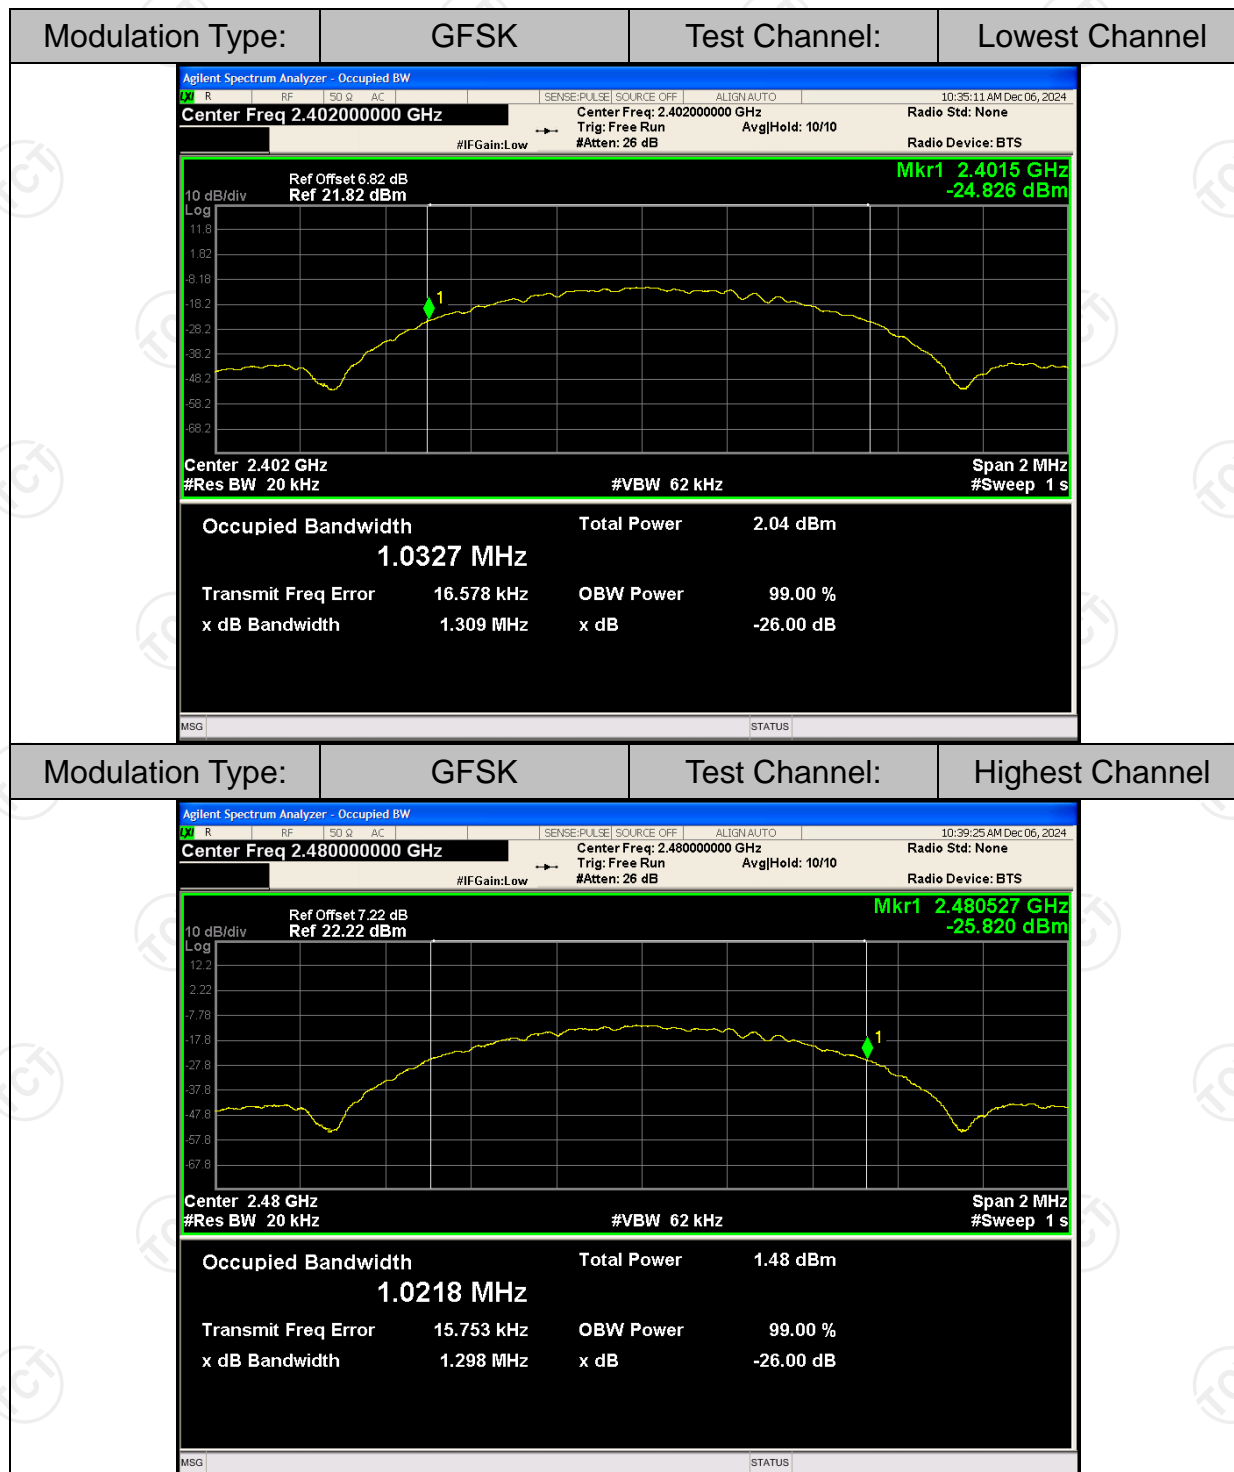 Modulation Type: GFSK Test Channel: Lowest Channel
Agilent Spectrum Analyzer - Occupied BW
LXI R RF 50 Ω AC SENSE:PULSE SOURCE OFF ALIGN AUTO 10:35:11 AM Dec 06, 2024
Center Freq 2.402000000 GHz Center Freq: 2.402000000 GHz Radio Std: None
Trig: Free Run Avg|Hold: 10/10
#IFGain:Low #Atten: 26 dB Radio Device: BTS
Mkr1 2.4015 GHz
Ref Offset 6.82 dB
10 dB/div Ref 21.82 dBm -24.826 dBm
Log
11.8
1.82
-8.18
1
-18.2
-28.2
-38.2
-48.2
-58.2
-68.2
Center 2.402 GHz Span 2 MHz
#Res BW 20 kHz #VBW 62 kHz #Sweep 1 s
Occupied Bandwidth Total Power 2.04 dBm
1.0327 MHz
Transmit Freq Error 16.578 kHz OBW Power 99.00 %
x dB Bandwidth 1.309 MHz x dB -26.00 dB
MSG STATUS
Modulation Type: GFSK Test Channel: Highest Channel
Agilent Spectrum Analyzer - Occupied BW
LXI R RF 50 Ω AC SENSE:PULSE SOURCE OFF ALIGN AUTO 10:39:25 AM Dec 06, 2024
Center Freq 2.480000000 GHz Center Freq: 2.480000000 GHz Radio Std: None
Trig: Free Run Avg|Hold: 10/10
#IFGain:Low #Atten: 26 dB Radio Device: BTS
Mkr1 2.480527 GHz
Ref Offset 7.22 dB
10 dB/div Ref 22.22 dBm -25.820 dBm
Log
12.2
2.22
-7.78
1
-17.8
-27.8
-37.8
-47.8
-57.8
-67.8
Center 2.48 GHz Span 2 MHz
#Res BW 20 kHz #VBW 62 kHz #Sweep 1 s
Occupied Bandwidth Total Power 1.48 dBm
1.0218 MHz
Transmit Freq Error 15.753 kHz OBW Power 99.00 %
x dB Bandwidth 1.298 MHz x dB -26.00 dB
MSG STATUS